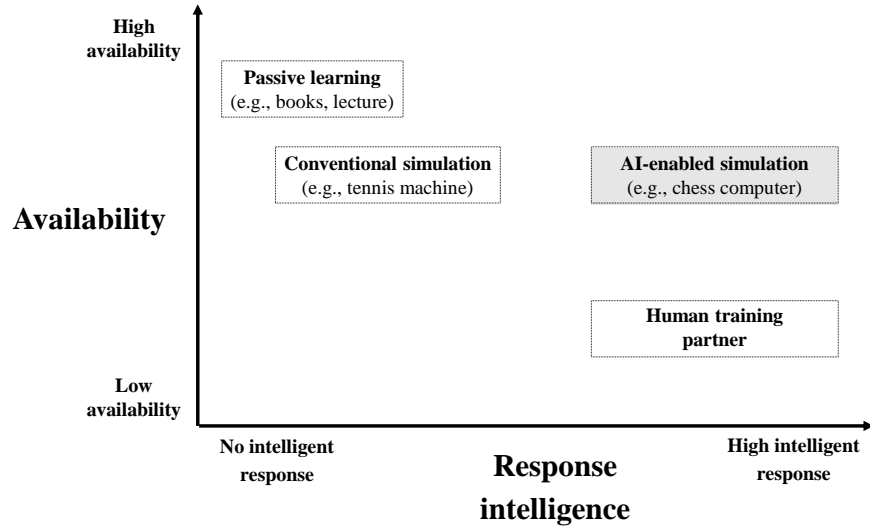 High
availability
Passive learning
(e.g., books, lecture)
Conventional simulation
(e.g., tennis machine)
AI-enabled simulation
(e.g., chess computer)
Availability
Human training
partner
Low
availability
No intelligent
response
Response
intelligence
High intelligent
response